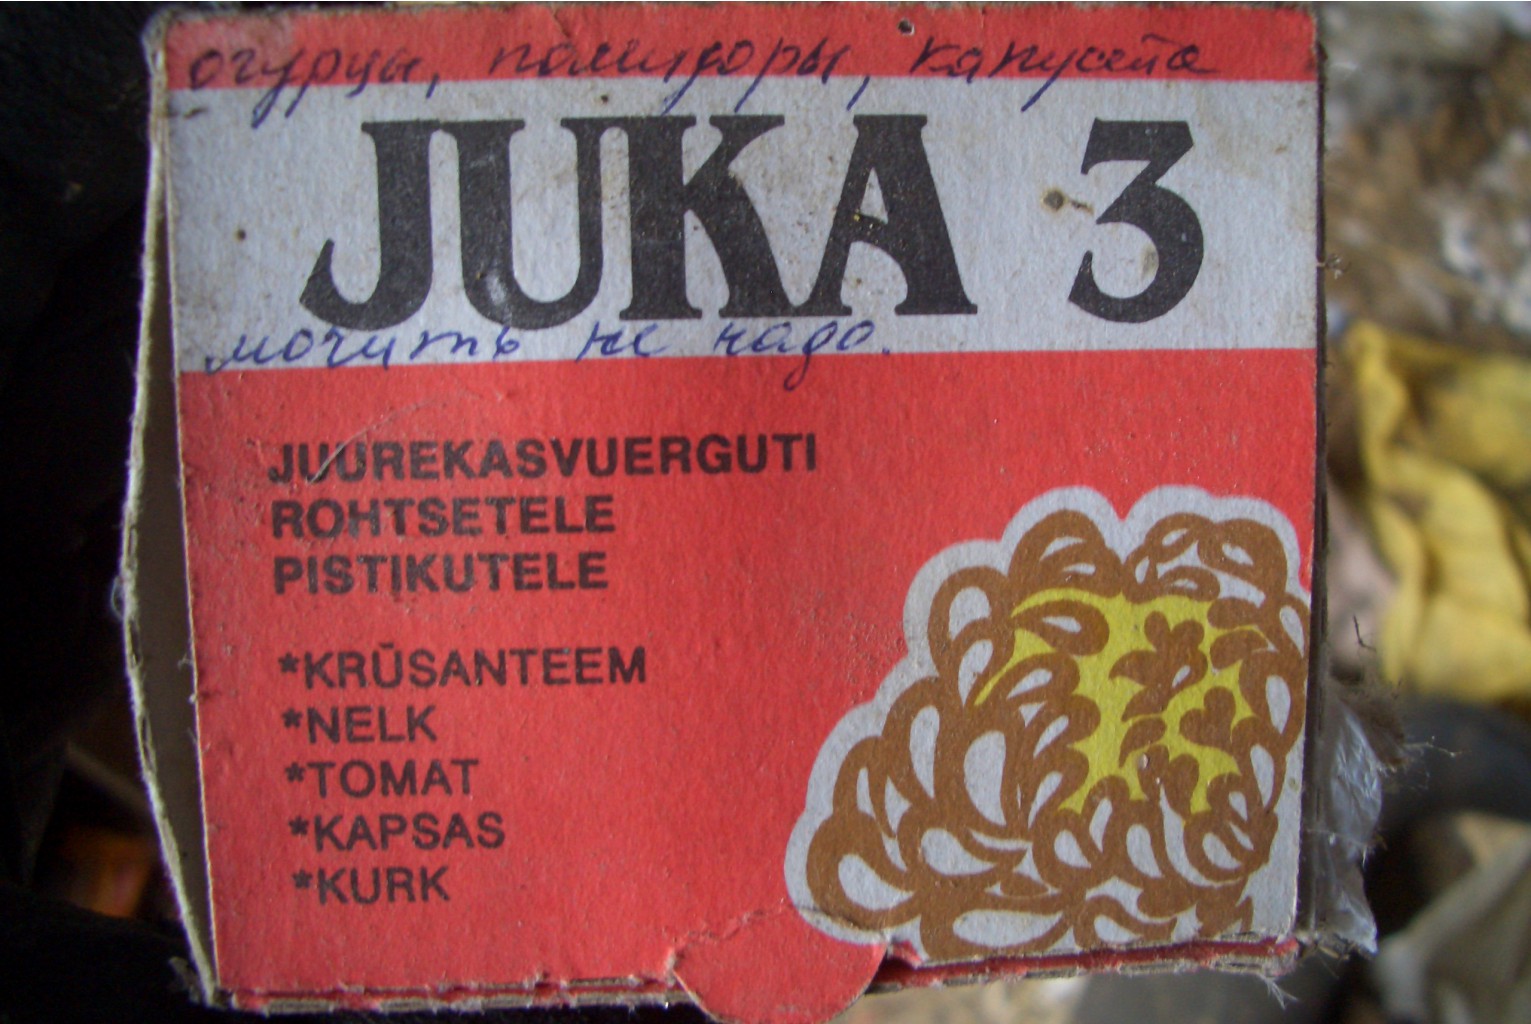 огурцы, помидоры, капуста
JUKA 3
мочить не надо.
JUUREKASVUERGUTI
ROHTSETELE
PISTIKUTELE
*KRÜSANTEEM
*NELK
*TOMAT
*KAPSAS
*KURK